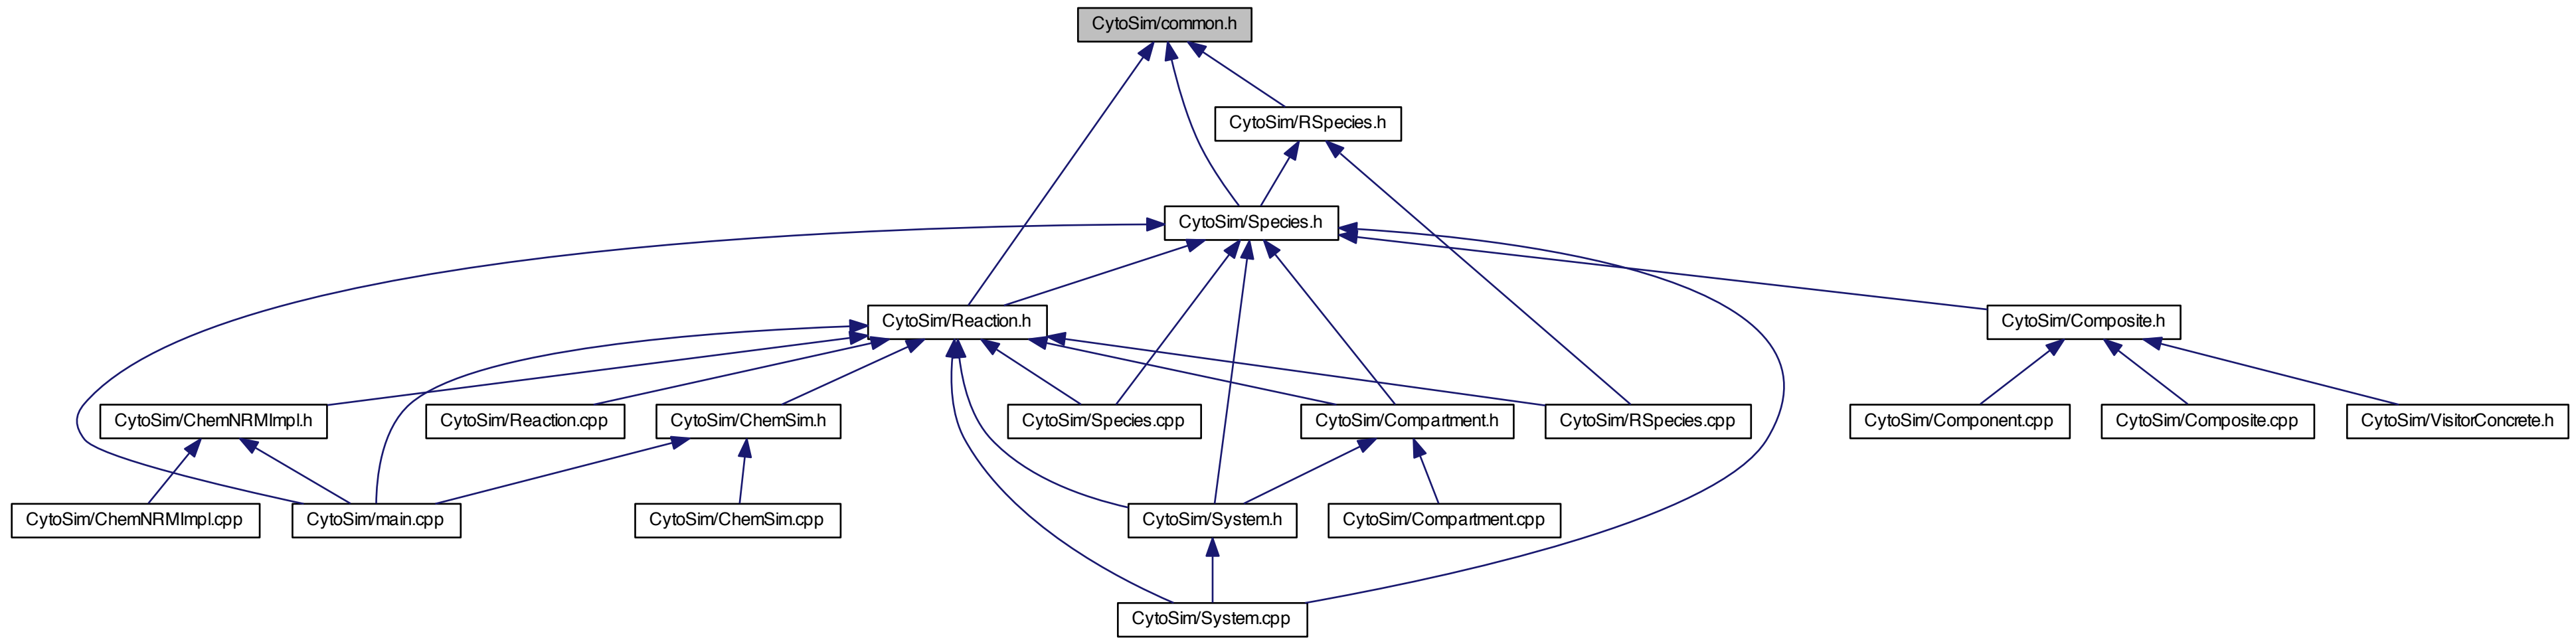 CytoSim/common.h
CytoSim/RSpecies.h
CytoSim/Species.h
CytoSim/Reaction.h
CytoSim/Composite.h
CytoSim/ChemNRMImpl.h
CytoSim/Reaction.cpp
CytoSim/ChemSim.h
CytoSim/Species.cpp
CytoSim/Compartment.h
CytoSim/RSpecies.cpp
CytoSim/Component.cpp
CytoSim/Composite.cpp
CytoSim/VisitorConcrete.h
CytoSim/ChemNRMImpl.cpp
CytoSim/main.cpp
CytoSim/ChemSim.cpp
CytoSim/System.h
CytoSim/Compartment.cpp
CytoSim/System.cpp